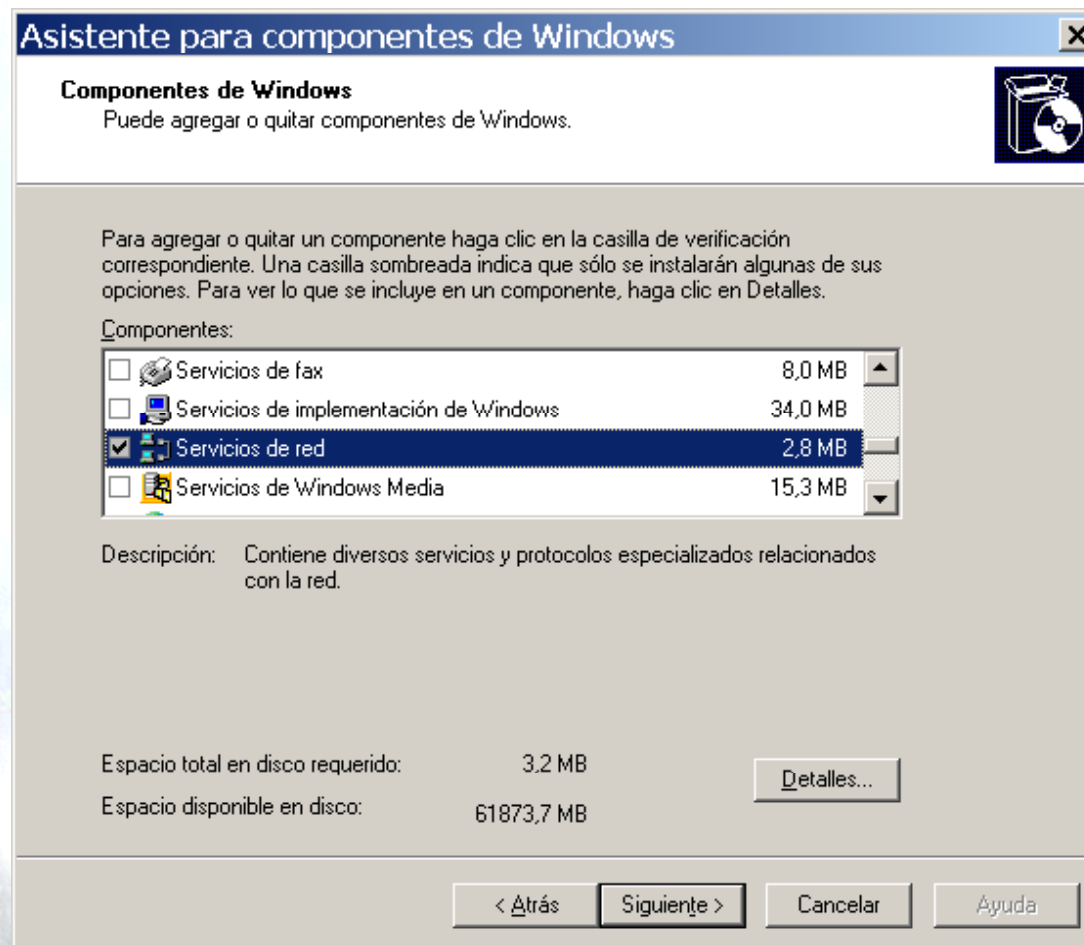 Asistente para componentes de Windows
Componentes de Windows
Puede agregar o quitar componentes de Windows.
Para agregar o quitar un componente haga clic en la casilla de verificación
correspondiente. Una casilla sombreada indica que sólo se instalarán algunas de sus
opciones. Para ver lo que se incluye en un componente, haga clic en Detalles.
Componentes:
Servicios de fax 8,0 MB
Servicios de implementación de Windows 34,0 MB
Servicios de red 2,8 MB
Servicios de Windows Media 15,3 MB
Descripción: Contiene diversos servicios y protocolos especializados relacionados
con la red.
Espacio total en disco requerido: 3,2 MB
Detalles...
Espacio disponible en disco: 61873,7 MB
< Atrás Siguiente > Cancelar Ayuda